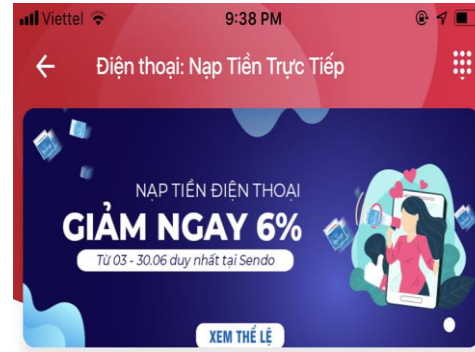 Viettel 9:38 PM
Điện thoại: Nạp Tiền Trực Tiếp
NẠP TIỀN ĐIỆN THOẠI
GIẢM NGAY 6%
Từ 03 - 30.06 duy nhất tại Sendo
XEM THỂ LỆ